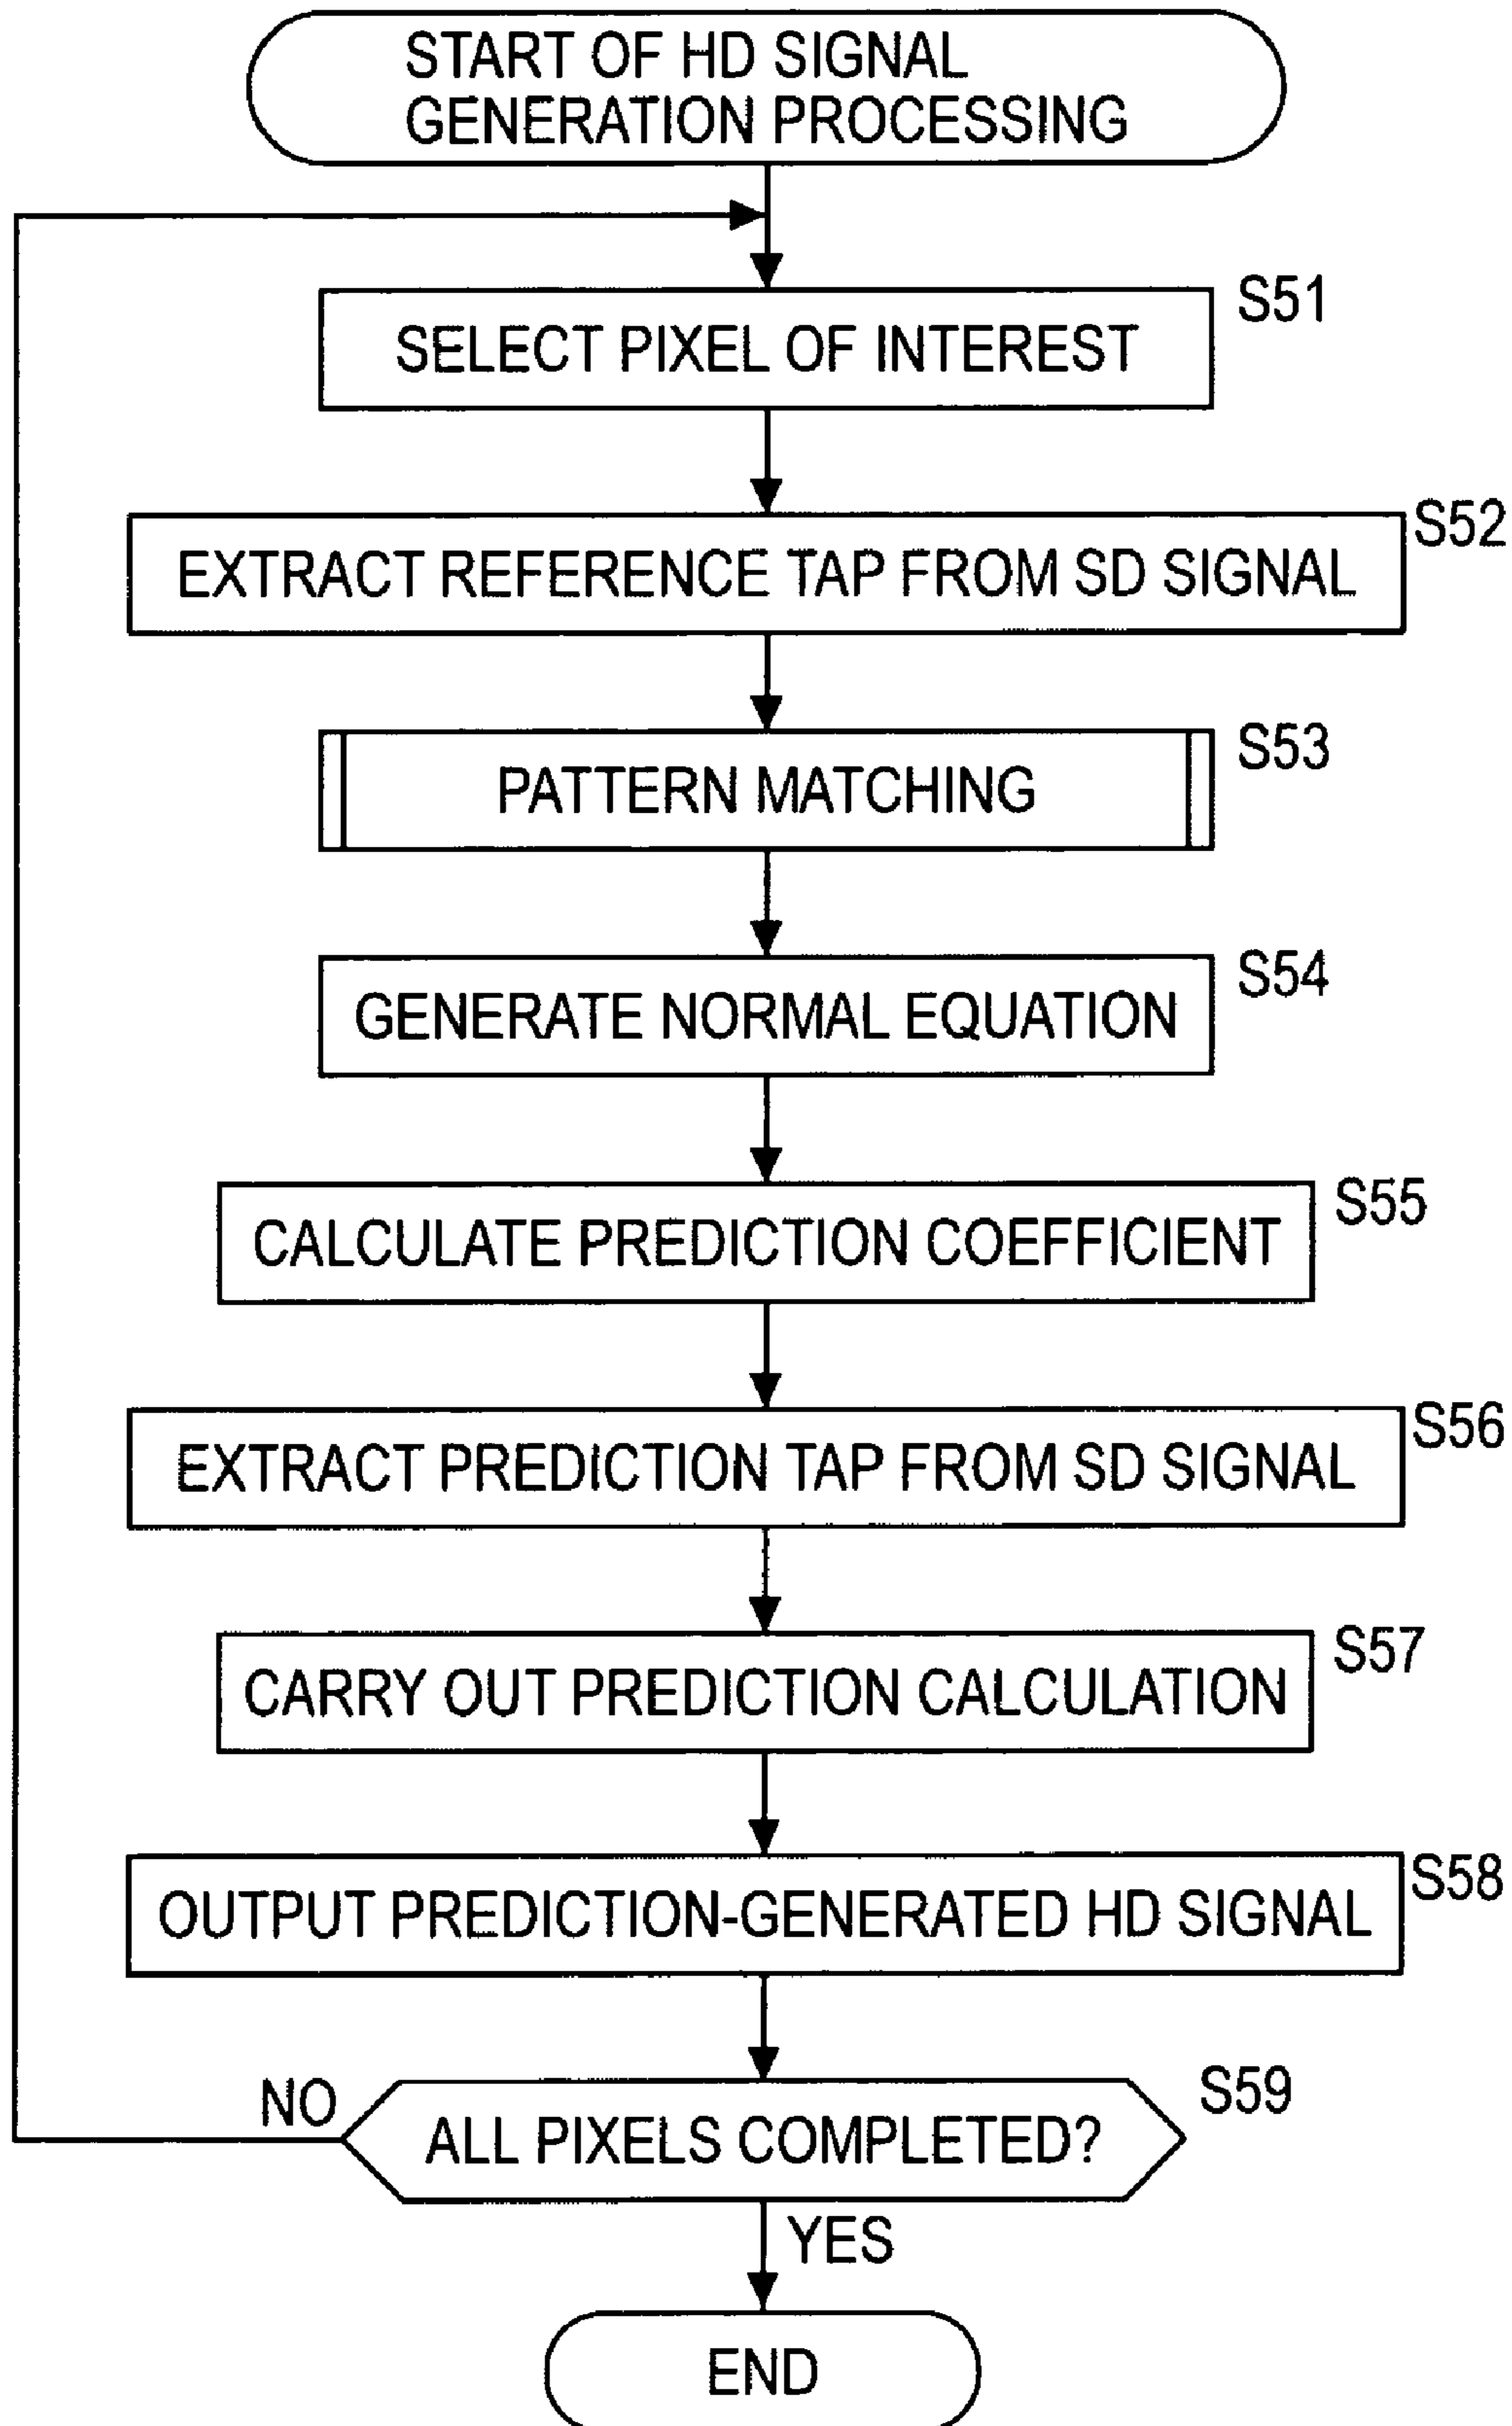 START OF HD SIGNAL
GENERATION PROCESSING
S51
SELECT PIXEL OF INTEREST
S52
EXTRACT REFERENCE TAP FROM SD SIGNAL
S53
PATTERN MATCHING
S54
GENERATE NORMAL EQUATION
S55
CALCULATE PREDICTION COEFFICIENT
S56
EXTRACT PREDICTION TAP FROM SD SIGNAL
S57
CARRY OUT PREDICTION CALCULATION
S58
OUTPUT PREDICTION-GENERATED HD SIGNAL
S59
NO
ALL PIXELS COMPLETED?
YES
END